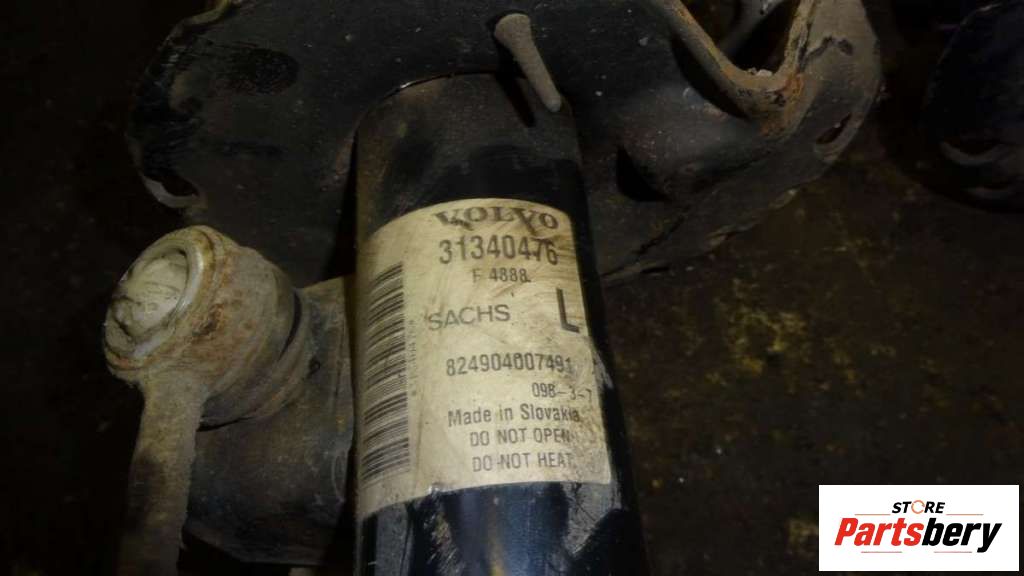 VOLVO
31340476
F 4888
SACHS L
824904007491
098-3-7
Made in Slovakia
DO NOT OPEN
DO NOT HEAT
STORE
Partsbery